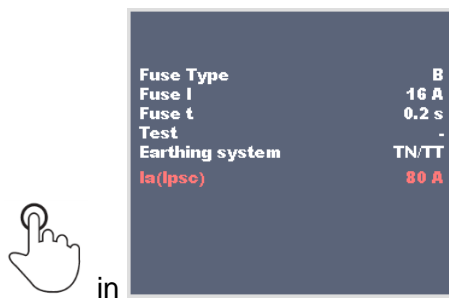 Fuse Type B
Fuse I 16 A
Fuse t 0.2 s
Test -
Earthing system TN/TT
Ia(Ipsc) 80 A
in